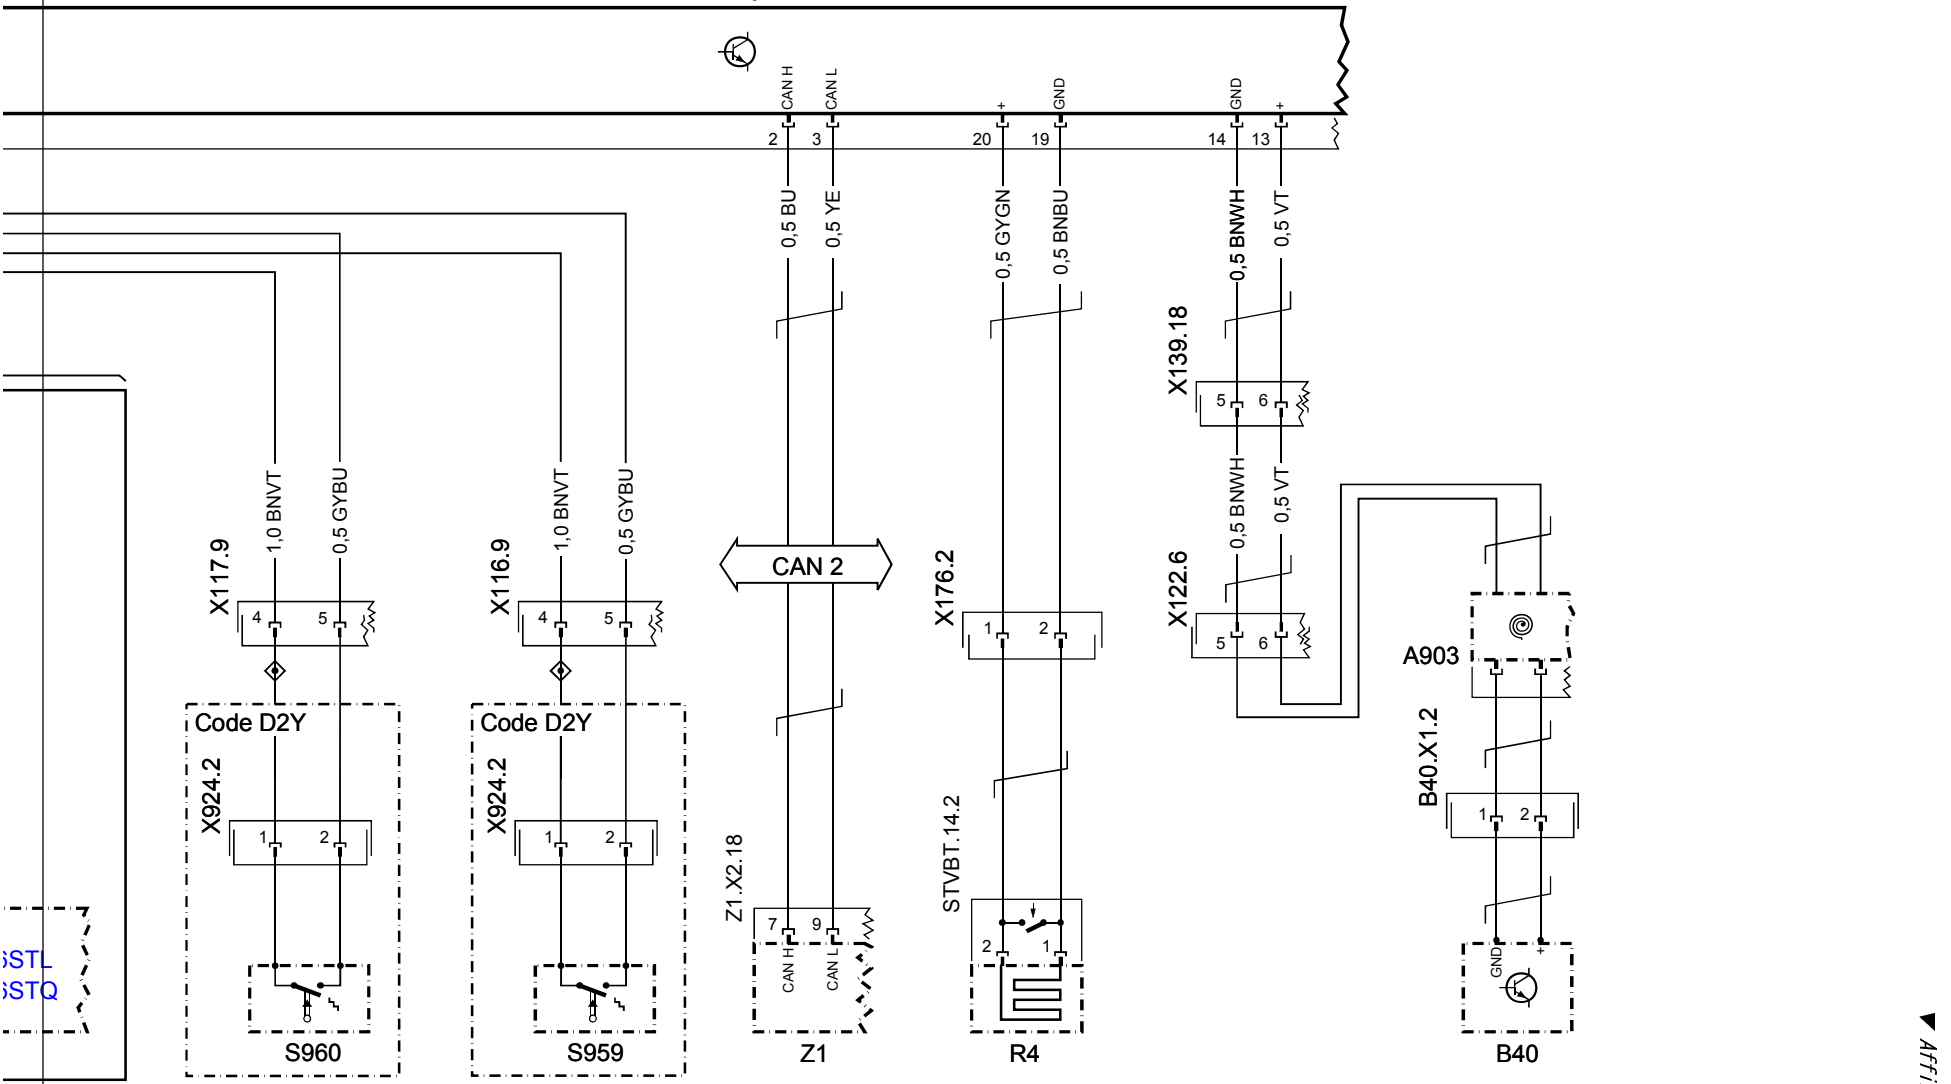 CAN H
CAN L
+
GND
GND
+
2
3
20
19
14
13
0,5 BU
0,5 YE
0,5 GYGN
0,5 BNBU
0,5 BNWH
0,5 VT
X139.18
5
6
1,0 BNVT
0,5 GYBU
1,0 BNVT
0,5 GYBU
0,5 BNWH
0,5 VT
X117.9
4
5
X116.9
4
5
CAN 2
X176.2
1
2
X122.6
5
6
A903
Code D2Y
Code D2Y
X924.2
1
2
X924.2
1
2
B40.X1.2
1
2
Z1.X2.18
7
9
STVBT.14.2
2
1
CAN H
CAN L
GND
+
STL
STQ
S960
S959
Z1
R4
B40
Affi